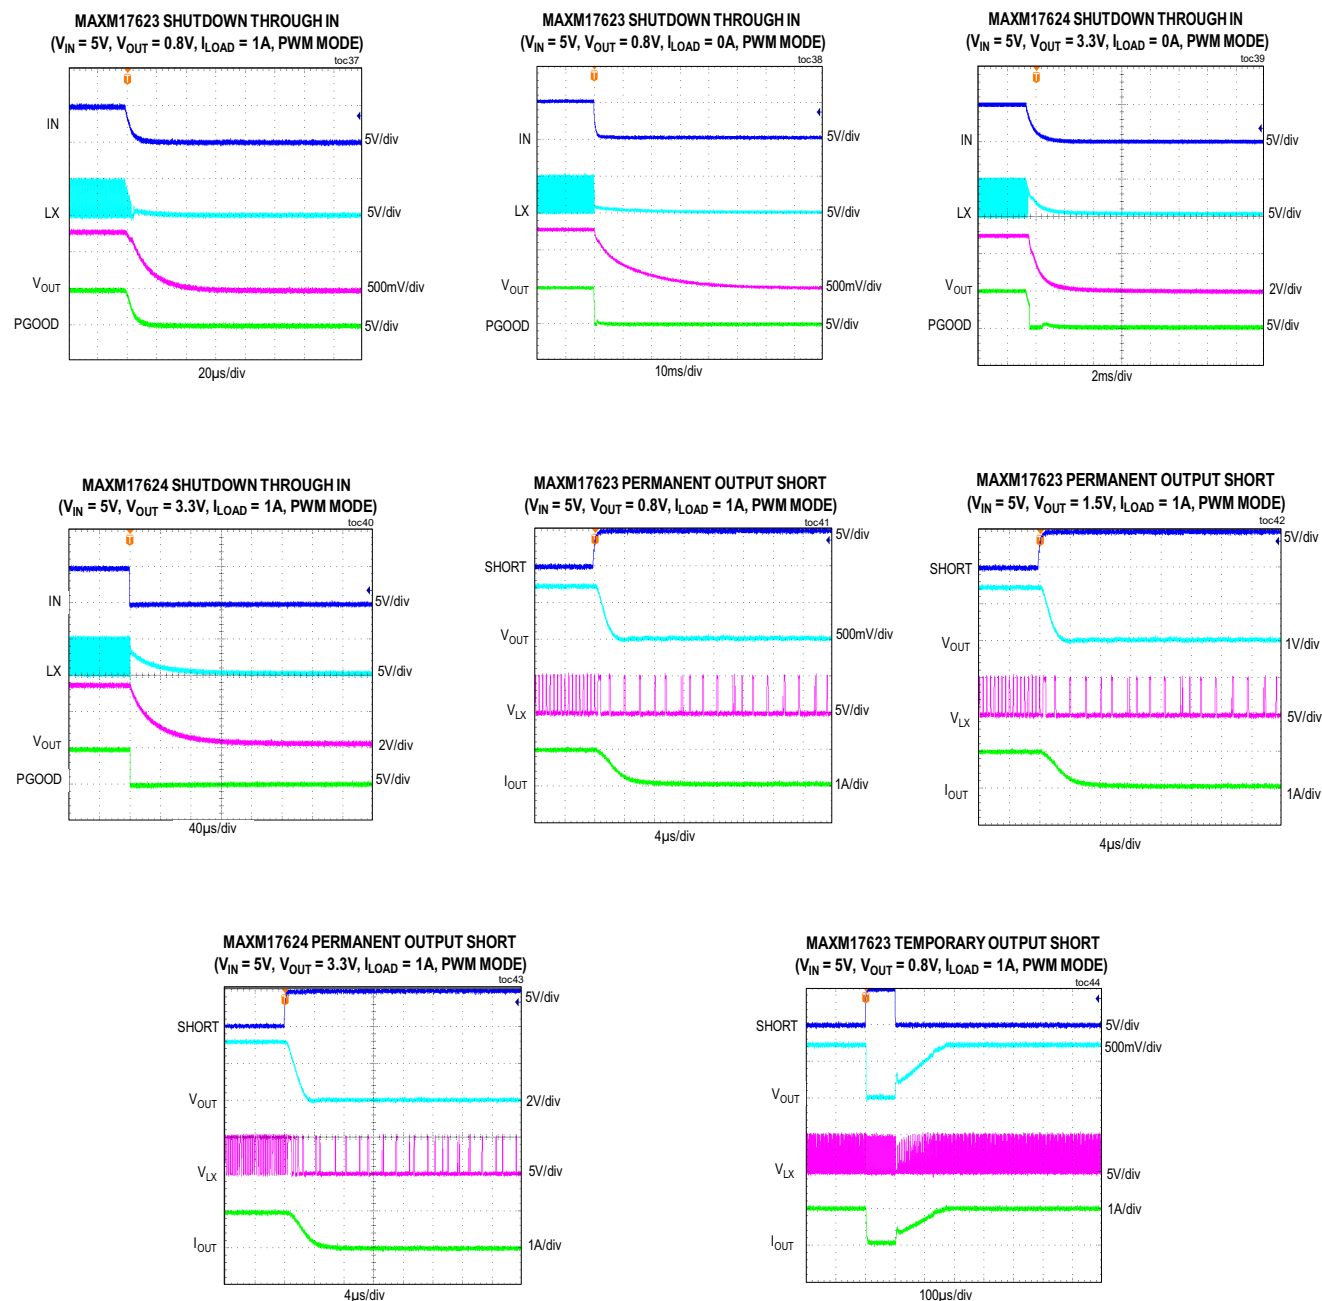 MAXM17623 SHUTDOWN THROUGH IN
(VIN = 5V, VOUT = 0.8V, ILOAD = 1A, PWM MODE)
toc37
T
IN
5V/div
LX
5V/div
VOUT
500mV/div
PGOOD
5V/div
20µs/div
MAXM17623 SHUTDOWN THROUGH IN
(VIN = 5V, VOUT = 0.8V, ILOAD = 0A, PWM MODE)
toc38
T
IN
5V/div
LX
5V/div
VOUT
500mV/div
PGOOD
5V/div
10ms/div
MAXM17624 SHUTDOWN THROUGH IN
(VIN = 5V, VOUT = 3.3V, ILOAD = 0A, PWM MODE)
toc39
T
IN
5V/div
LX
5V/div
VOUT
2V/div
PGOOD
5V/div
2ms/div
MAXM17624 SHUTDOWN THROUGH IN
(VIN = 5V, VOUT = 3.3V, ILOAD = 1A, PWM MODE)
toc40
T
IN
5V/div
LX
5V/div
VOUT
2V/div
PGOOD
5V/div
40µs/div
MAXM17623 PERMANENT OUTPUT SHORT
(VIN = 5V, VOUT = 0.8V, ILOAD = 1A, PWM MODE)
toc41
T
5V/div
SHORT
VOUT
500mV/div
VLX
5V/div
IOUT
1A/div
4µs/div
MAXM17623 PERMANENT OUTPUT SHORT
(VIN = 5V, VOUT = 1.5V, ILOAD = 1A, PWM MODE)
toc42
T
5V/div
SHORT
VOUT
1V/div
VLX
5V/div
IOUT
1A/div
4µs/div
MAXM17624 PERMANENT OUTPUT SHORT
(VIN = 5V, VOUT = 3.3V, ILOAD = 1A, PWM MODE)
toc43
T
5V/div
SHORT
VOUT
2V/div
VLX
5V/div
IOUT
1A/div
4µs/div
MAXM17623 TEMPORARY OUTPUT SHORT
(VIN = 5V, VOUT = 0.8V, ILOAD = 1A, PWM MODE)
toc44
T
SHORT
5V/div
500mV/div
VOUT
VLX
5V/div
1A/div
IOUT
100µs/div